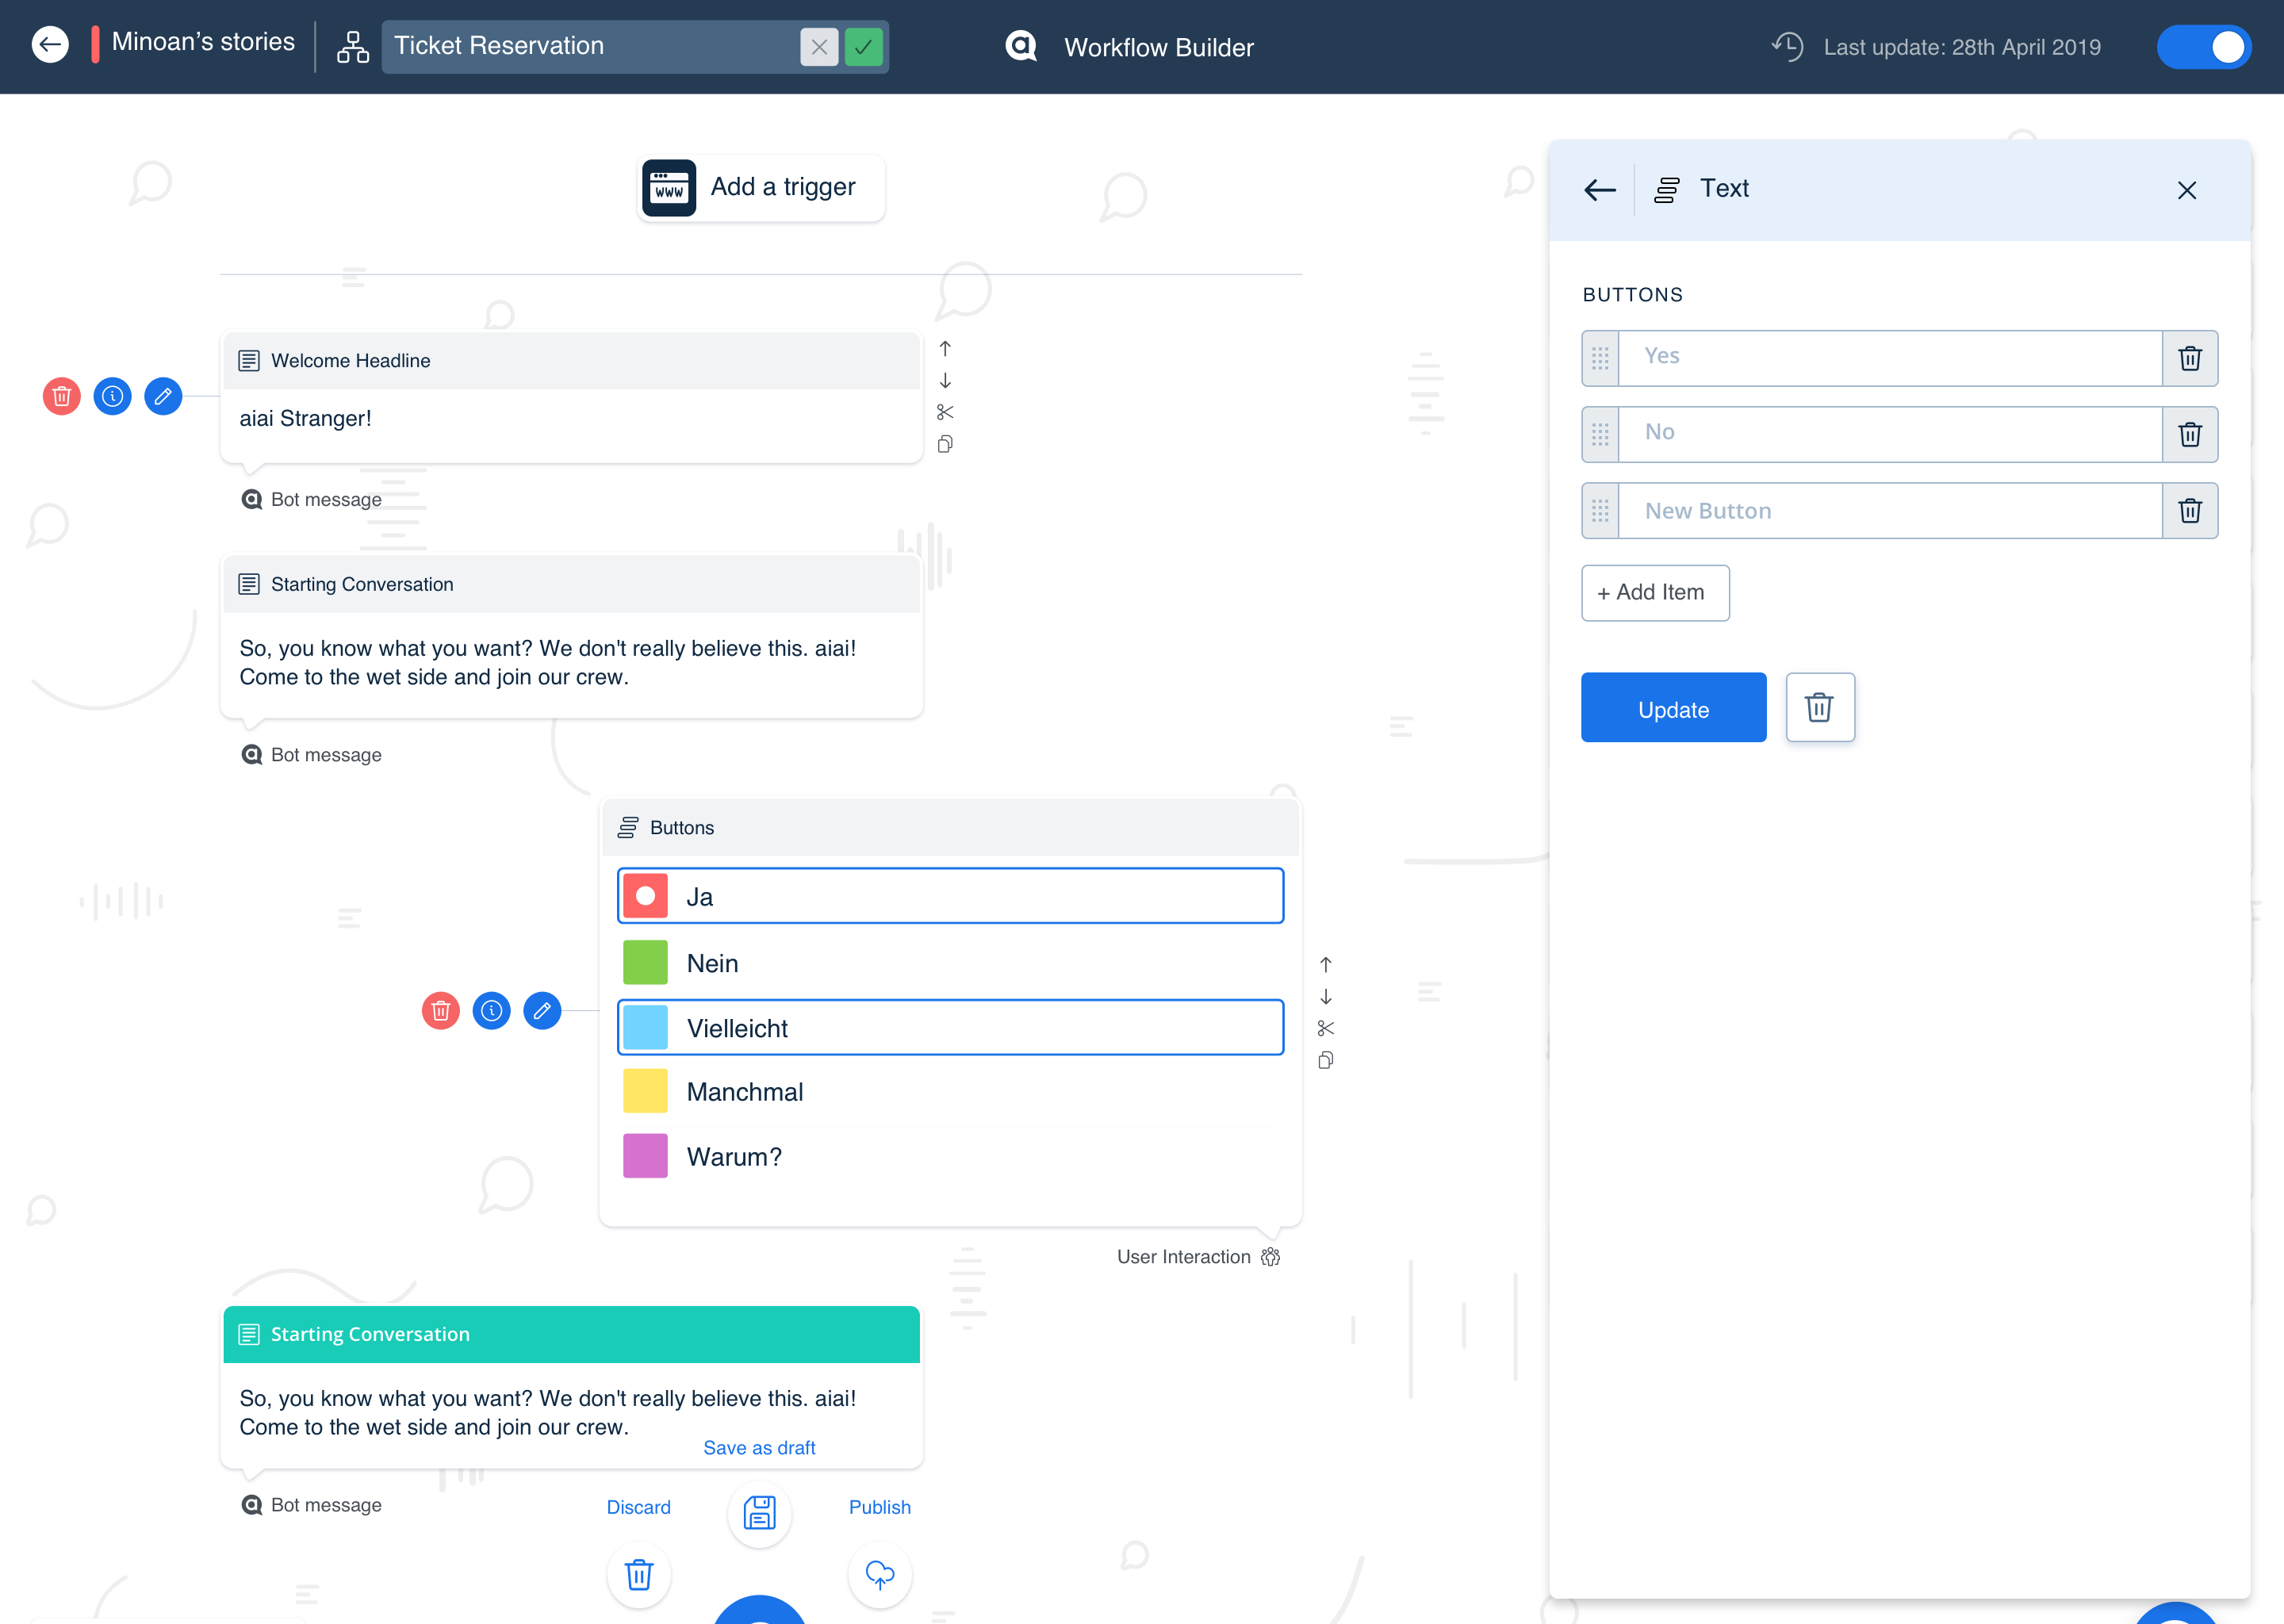 Minoan’s stories
Ticket Reservation
Workflow Builder
Last update: 28th April 2019
www
Add a trigger
Welcome Headline
aiai Stranger!
Bot message
Starting Conversation
So, you know what you want? We don't really believe this. aiai!
Come to the wet side and join our crew.
Bot message
Buttons
Ja
Nein
Vielleicht
Manchmal
Warum?
User Interaction
Starting Conversation
So, you know what you want? We don't really believe this. aiai!
Come to the wet side and join our crew.
Save as draft
Bot message
Discard
Publish
Text
BUTTONS
Yes
No
New Button
+ Add Item
Update